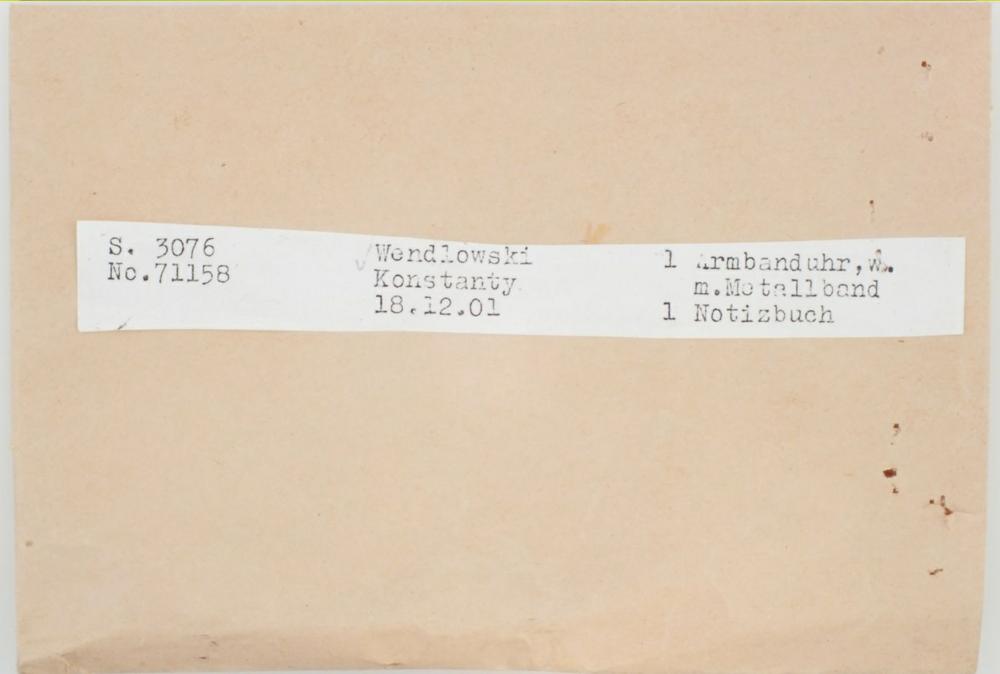 S. 3076
No.71158
Wendlowski
Konstanty
18.12.01
1 Armbanduhr,w.
m.Metallband
1 Notizbuch